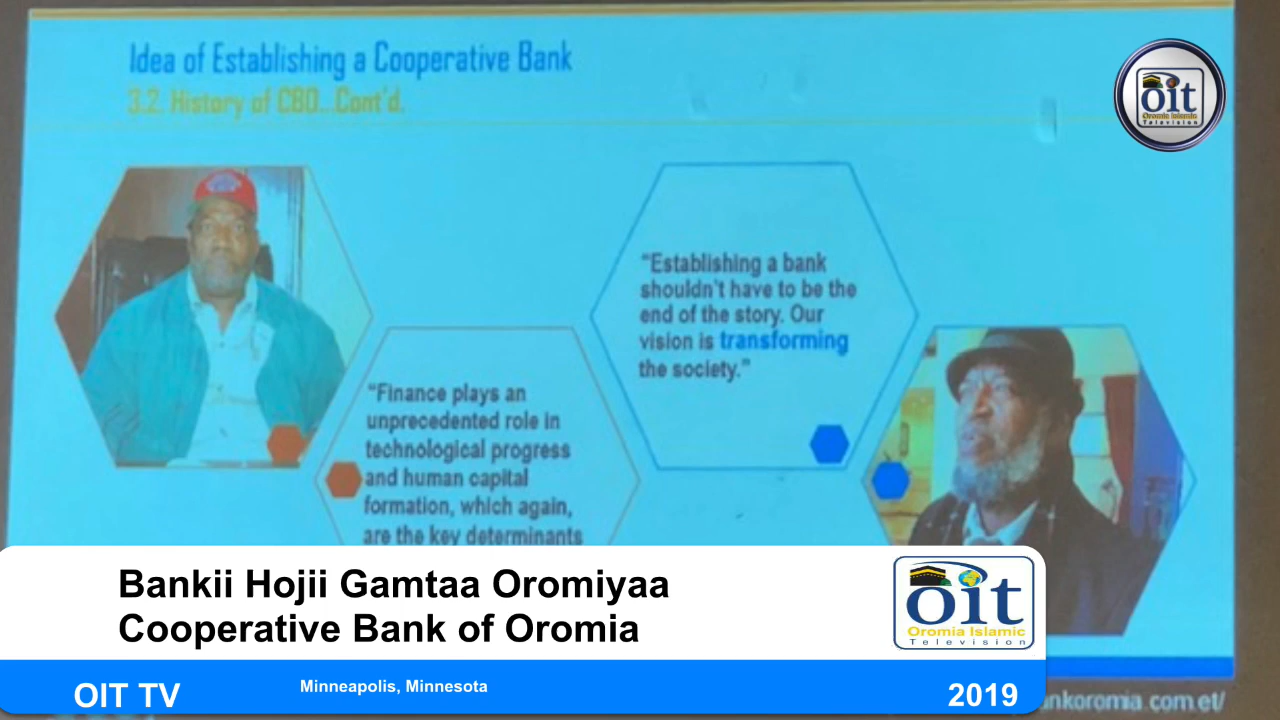 Idea of Establishing a Cooperative Bank
3.2. History of CBO...Cont'd.
oit
Oromia Islamic
Television
“Establishing a bank
shouldn't have to be the
end of the story. Our
vision is transforming
the society.”
“Finance plays an
unprecedented role in
technological progress
and human capital
formation, which again,
are the key determinants
Bankii Hojii Gamtaa Oromiyaa
Cooperative Bank of Oromia
oit
Oromia Islamic
Television
OIT TV
Minneapolis, Minnesota
2019
nkoromia.com.et/